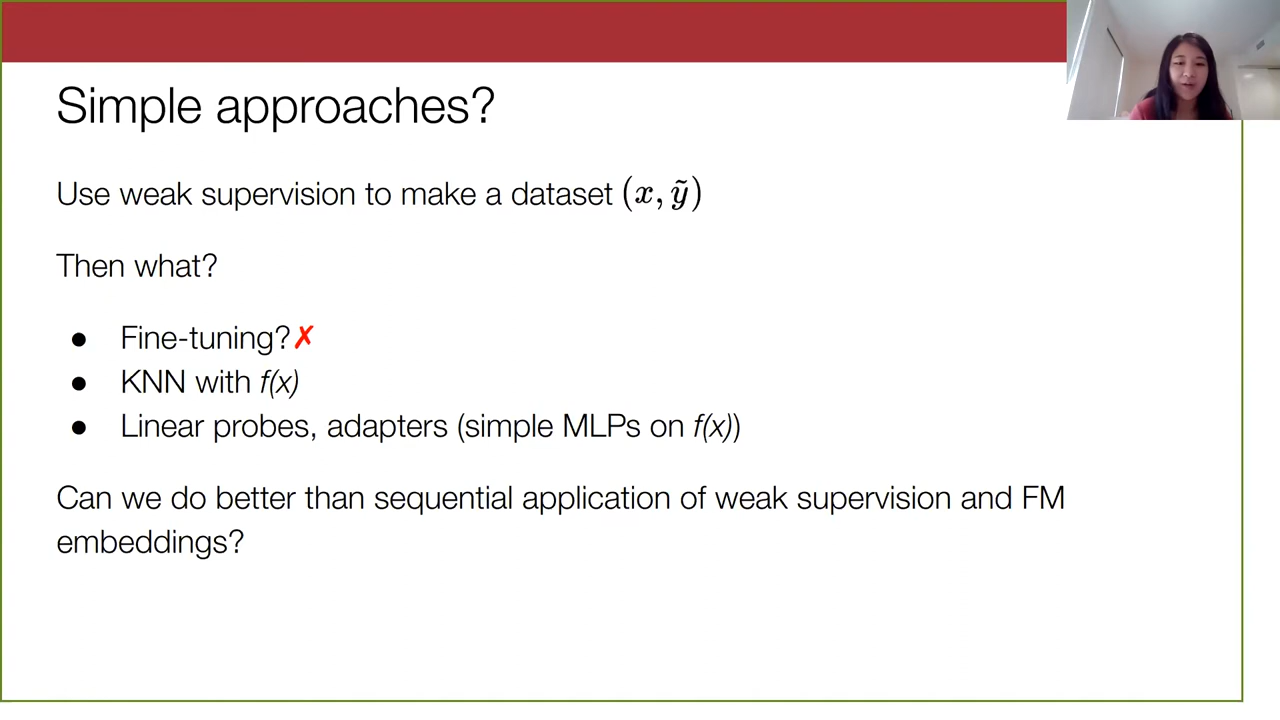 Simple approaches?
Use weak supervision to make a dataset (x, ỹ)
Then what?
● Fine-tuning?✗
● KNN with f(x)
● Linear probes, adapters (simple MLPs on f(x))
Can we do better than sequential application of weak supervision and FM
embeddings?